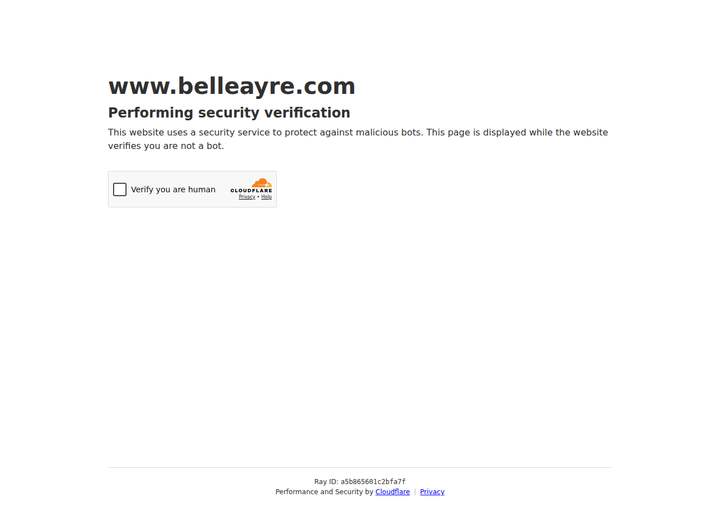 www.belleayre.com
Performing security verification
This website uses a security service to protect against malicious bots. This page is displayed while the website
verifies you are not a bot.
Verify you are human
CLOUDFLARE
Privacy • Help
Ray ID: a5b865601c2bfa7f
Performance and Security by Cloudflare | Privacy